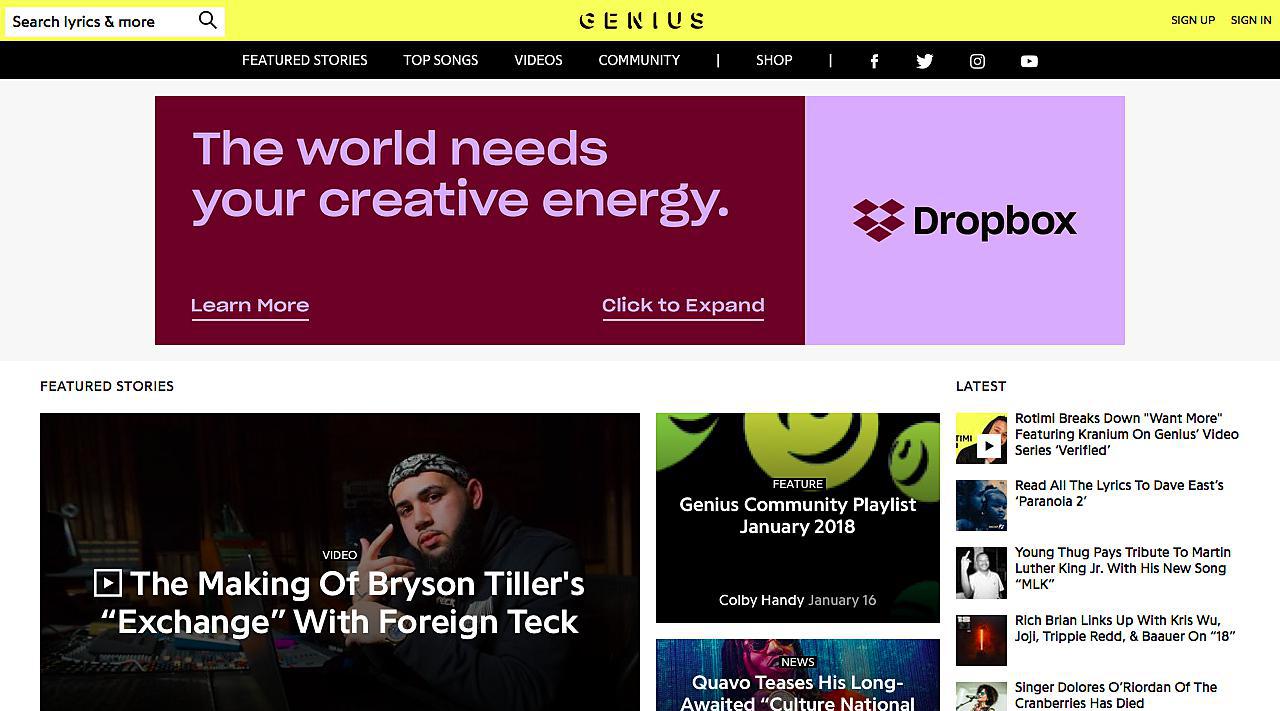 Search lyrics & more
GENIUS
SIGN UP
SIGN IN
FEATURED STORIES
TOP SONGS
VIDEOS
COMMUNITY
|
SHOP
|
The world needs
your creative energy.
Learn More
Click to Expand
Dropbox
FEATURED STORIES
VIDEO
The Making Of Bryson Tiller's
“Exchange” With Foreign Teck
FEATURE
Genius Community Playlist
January 2018
Colby Handy January 16
NEWS
Quavo Teases His Long-
Awaited “Culture National
LATEST
Rotimi Breaks Down "Want More"
Featuring Kranium On Genius’ Video
Series ‘Verified’
Read All The Lyrics To Dave East’s
‘Paranoia 2’
Young Thug Pays Tribute To Martin
Luther King Jr. With His New Song
“MLK”
Rich Brian Links Up With Kris Wu,
Joji, Trippie Redd, & Baauer On “18”
Singer Dolores O’Riordan Of The
Cranberries Has Died